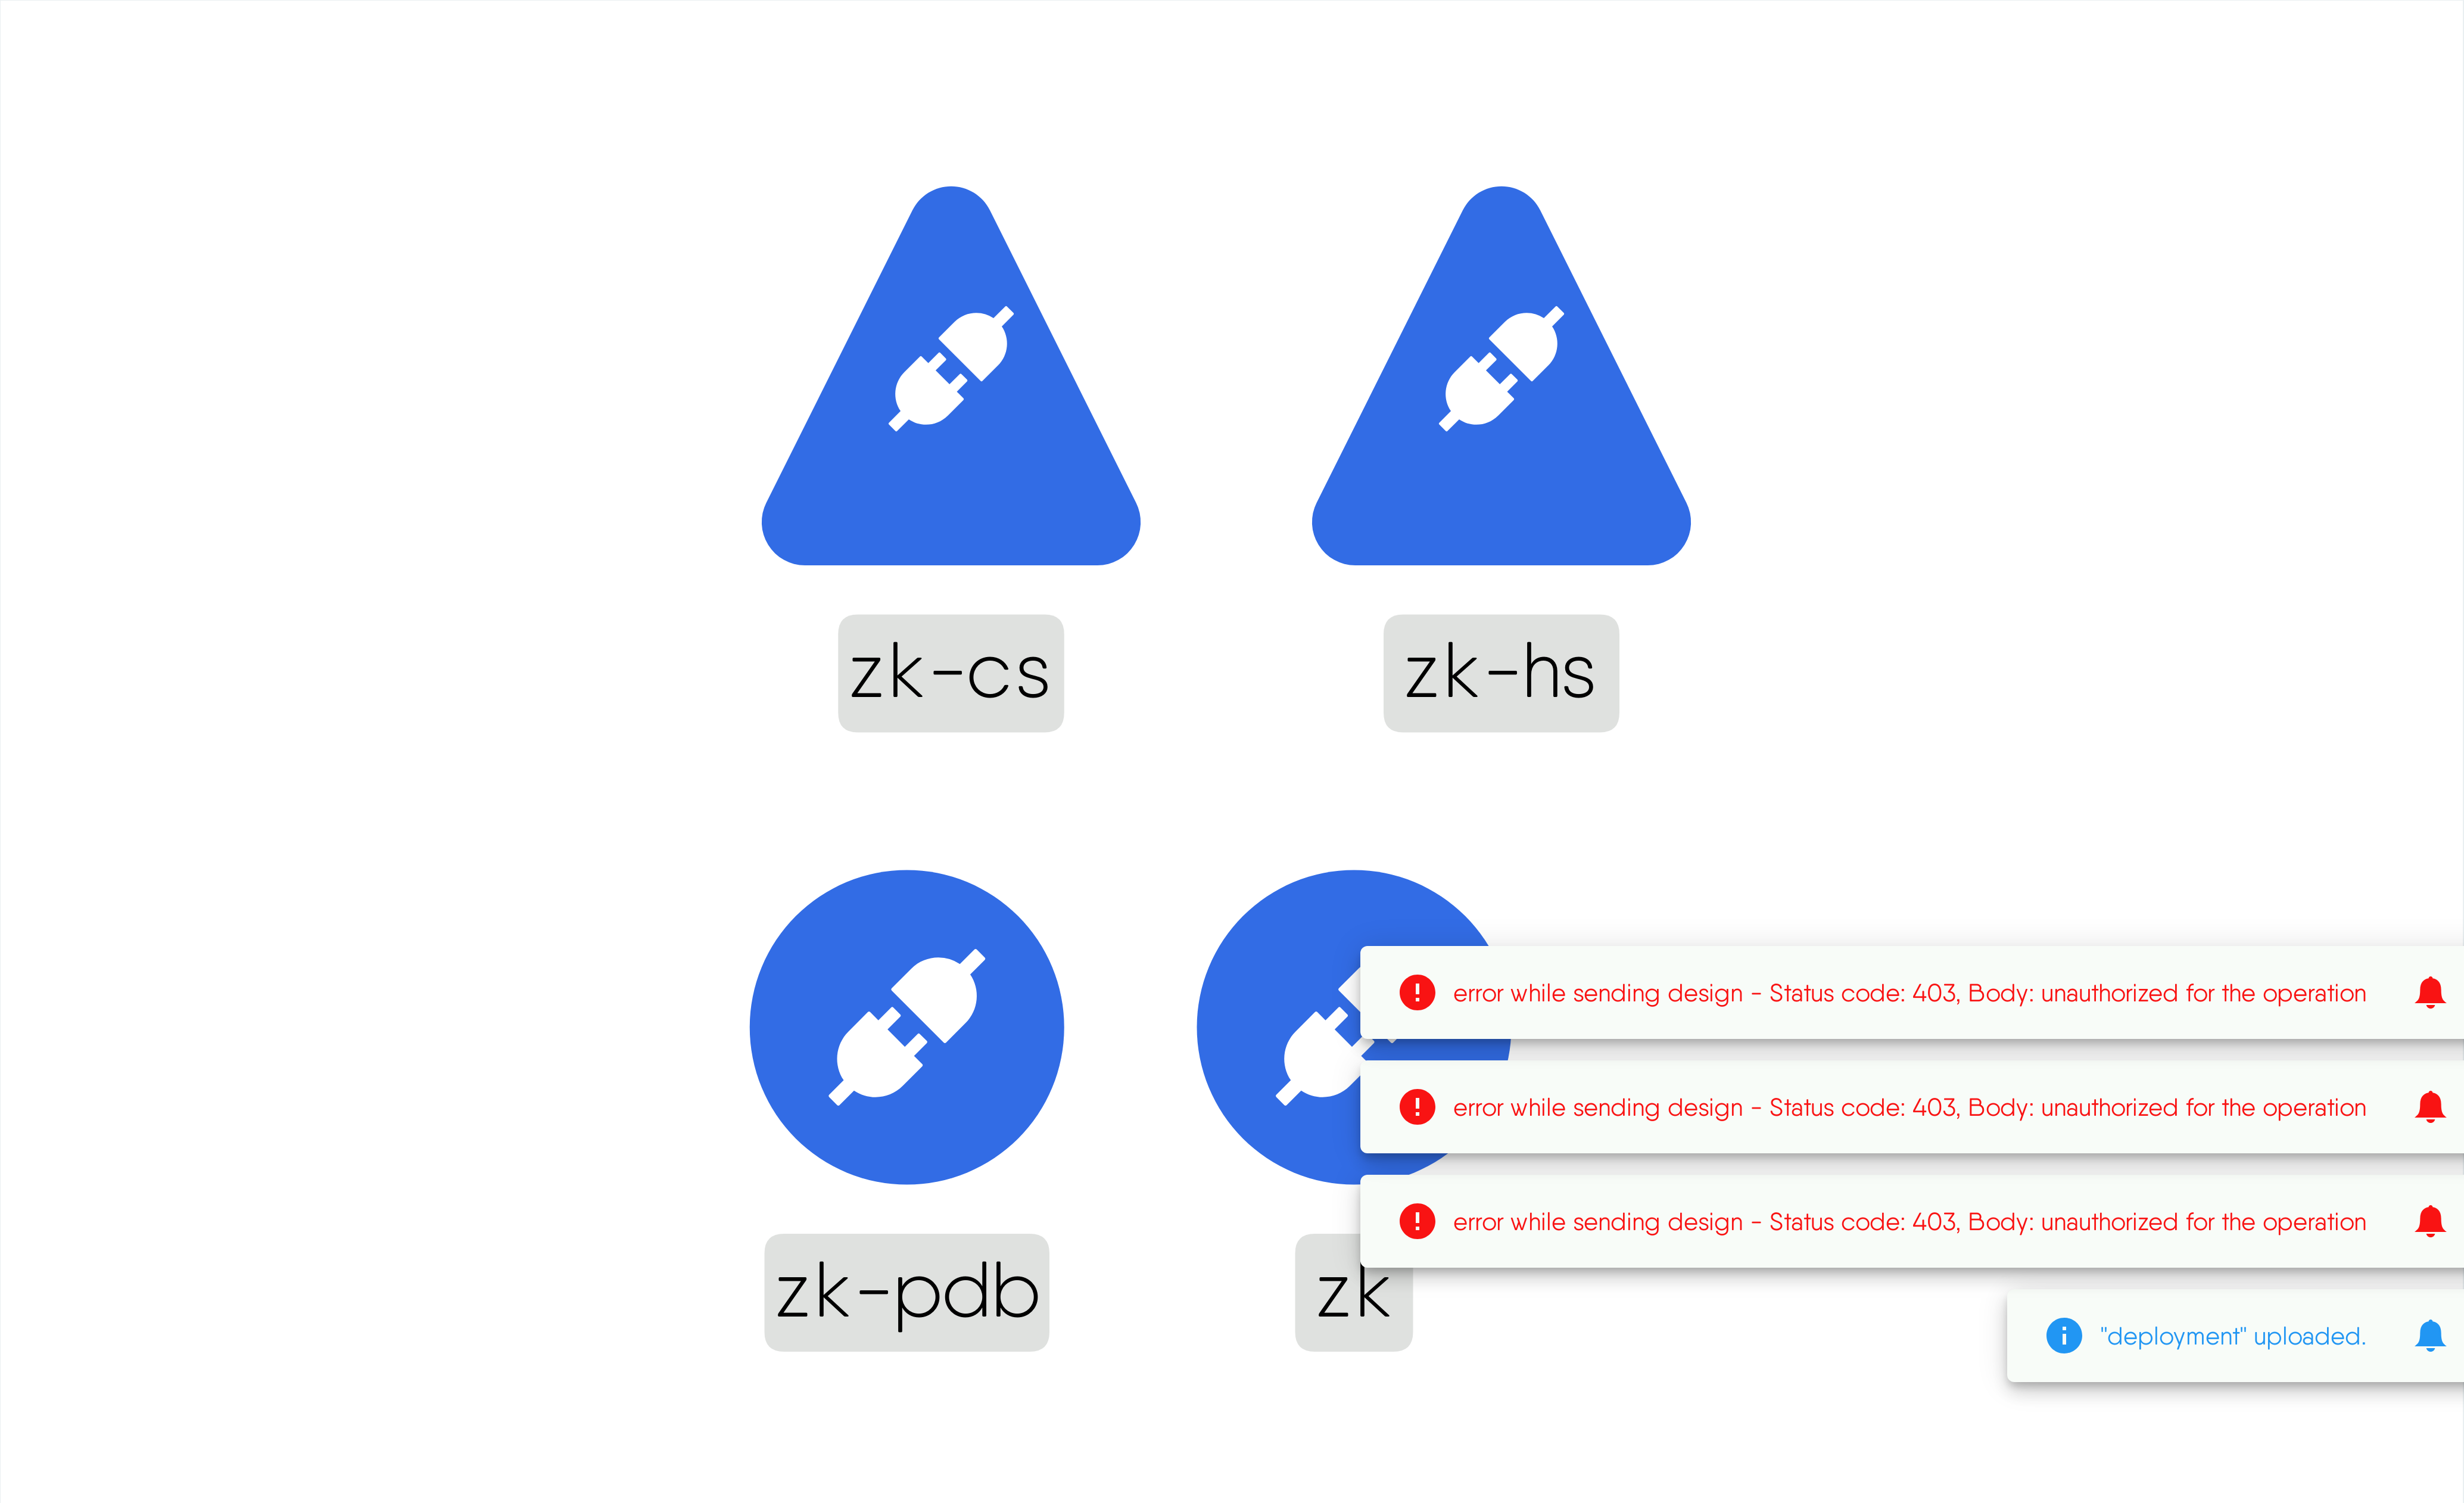 zk-cs
zk-hs
zk-pdb
zk
error while sending design - Status code: 403, Body: unauthorized for the operation
error while sending design - Status code: 403, Body: unauthorized for the operation
error while sending design - Status code: 403, Body: unauthorized for the operation
"deployment" uploaded.